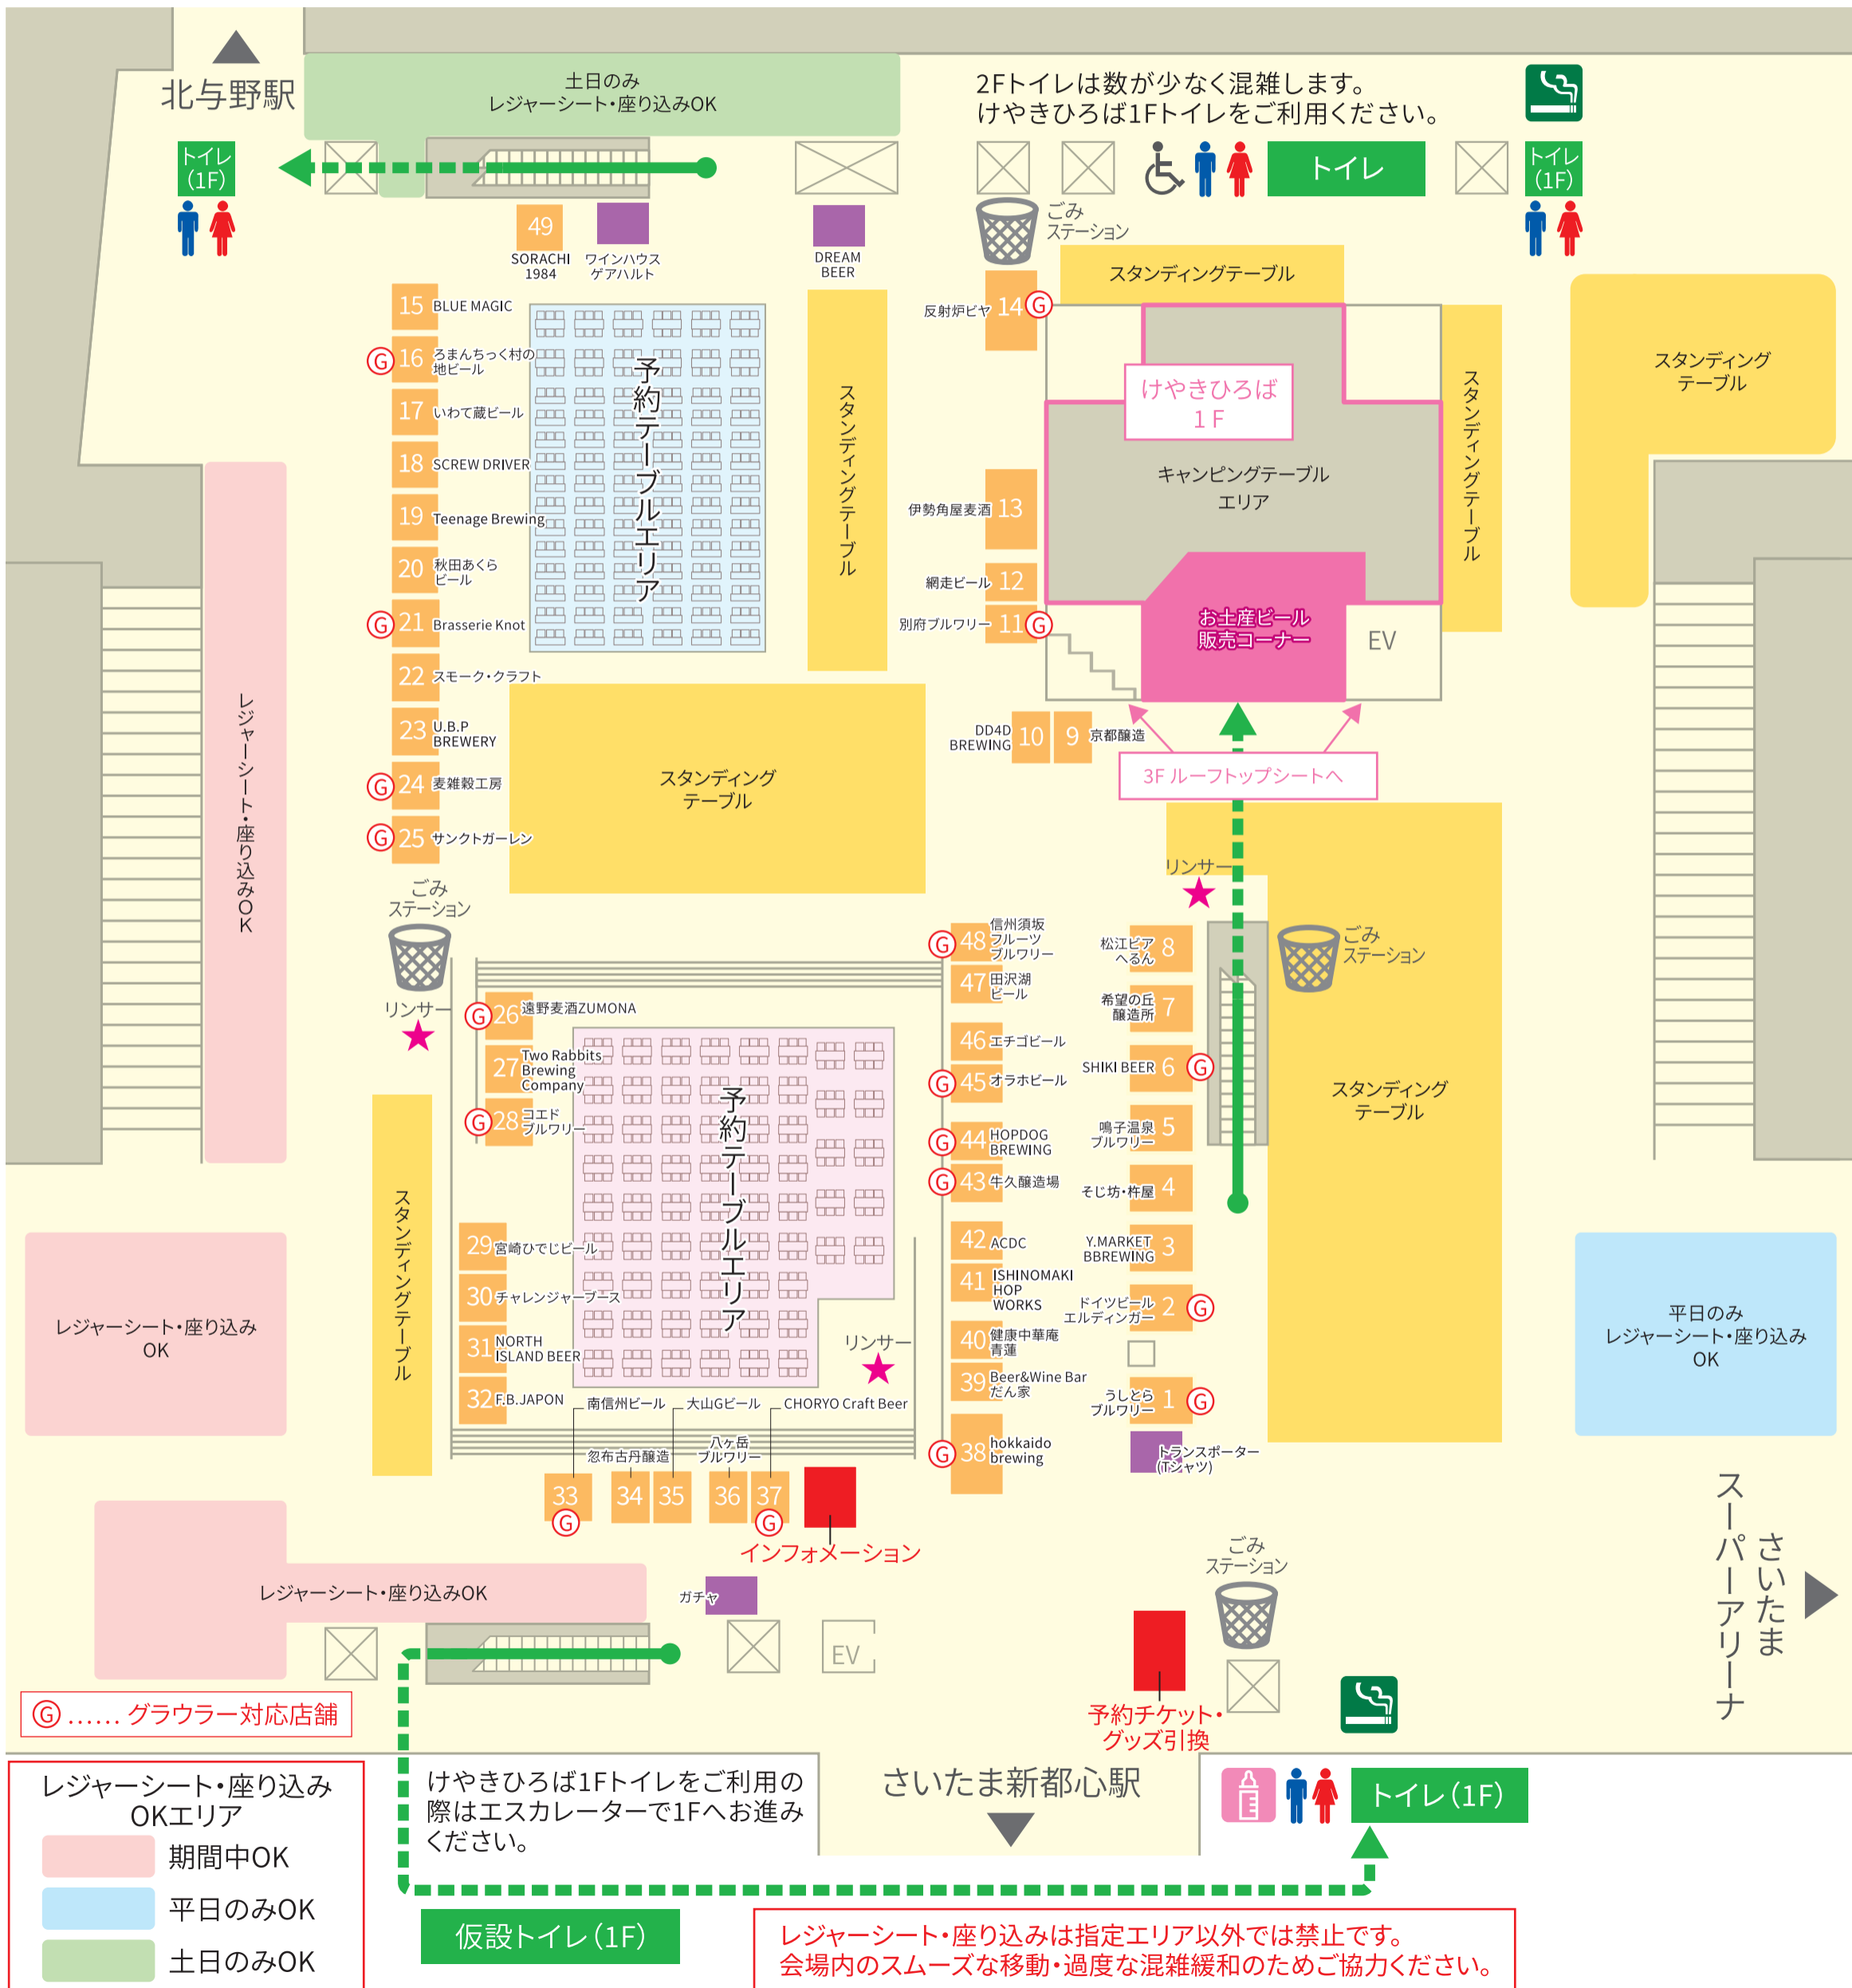 北与野駅
土日のみ
レジャーシート・座り込みOK
2Fトイレは数が少なく混雑します。
けやきひろば1Fトイレをご利用ください。
トイレ
(1F)
トイレ
トイレ
(1F)
ごみ
ステーション
49
SORACHI
1984
ワインハウス
ゲアハルト
DREAM
BEER
スタンディングテーブル
15 BLUE MAGIC
G 16 ろまんちっく村の
地ビール
17 いわて蔵ビール
18 SCREW DRIVER
19 Teenage Brewing
20 秋田あくら
ビール
G 21 Brasserie Knot
22 スモーク・クラフト
23 U.B.P
BREWERY
G 24 麦雑穀工房
G 25 サンクトガーレン
予約テーブルエリア
スタンディングテーブル
反射炉ビヤ 14 G
伊勢角屋麦酒 13
網走ビール 12
別府ブルワリー 11 G
DD4D
BREWING 10
9 京都醸造
けやきひろば
1F
キャンピングテーブル
エリア
お土産ビール
販売コーナー
EV
3F ルーフトップシートへ
スタンディングテーブル
スタンディング
テーブル
レジャーシート・座り込みOK
スタンディング
テーブル
ごみ
ステーション
リンサー
G 26 遠野麦酒ZUMONA
27 Two Rabbits
Brewing
Company
G 28 コエド
ブルワリー
29 宮崎ひでじビール
30 チャレンジャーブース
31 NORTH
ISLAND BEER
32 F.B.JAPON
スタンディングテーブル
予約テーブルエリア
リンサー
南信州ビール
大山Gビール
CHORYO Craft Beer
忽布古丹醸造
八ヶ岳
ブルワリー
33 G
34
35
36
37 G
インフォメーション
G 48 信州須坂
フルーツ
ブルワリー
47 田沢湖
ビール
46 エチゴビール
G 45 オラホビール
G 44 HOPDOG
BREWING
G 43 牛久醸造場
42 ACDC
41 ISHINOMAKI
HOP
WORKS
40 健康中華庵
青蓮
39 Beer&Wine Bar
だん家
G 38 hokkaido
brewing
リンサー
松江ビア
へるん 8
希望の丘
醸造所 7
SHIKI BEER 6 G
鳴子温泉
ブルワリー 5
そじ坊・杵屋 4
Y.MARKET
BBREWING 3
ドイツビール
エルディンガー 2 G
うしとら
ブルワリー 1 G
トランスポーター
(Tシャツ)
ごみ
ステーション
スタンディング
テーブル
レジャーシート・座り込み
OK
平日のみ
レジャーシート・座り込み
OK
レジャーシート・座り込みOK
ガチャ
EV
ごみ
ステーション
予約チケット・
グッズ引換
さいたま
スーパーアリーナ
G …… グラウラー対応店舗
レジャーシート・座り込み
OKエリア
期間中OK
平日のみOK
土日のみOK
けやきひろば1Fトイレをご利用の
際はエスカレーターで1Fへお進み
ください。
さいたま新都心駅
トイレ(1F)
仮設トイレ(1F)
レジャーシート・座り込みは指定エリア以外では禁止です。
会場内のスムーズな移動・過度な混雑緩和のためご協力ください。